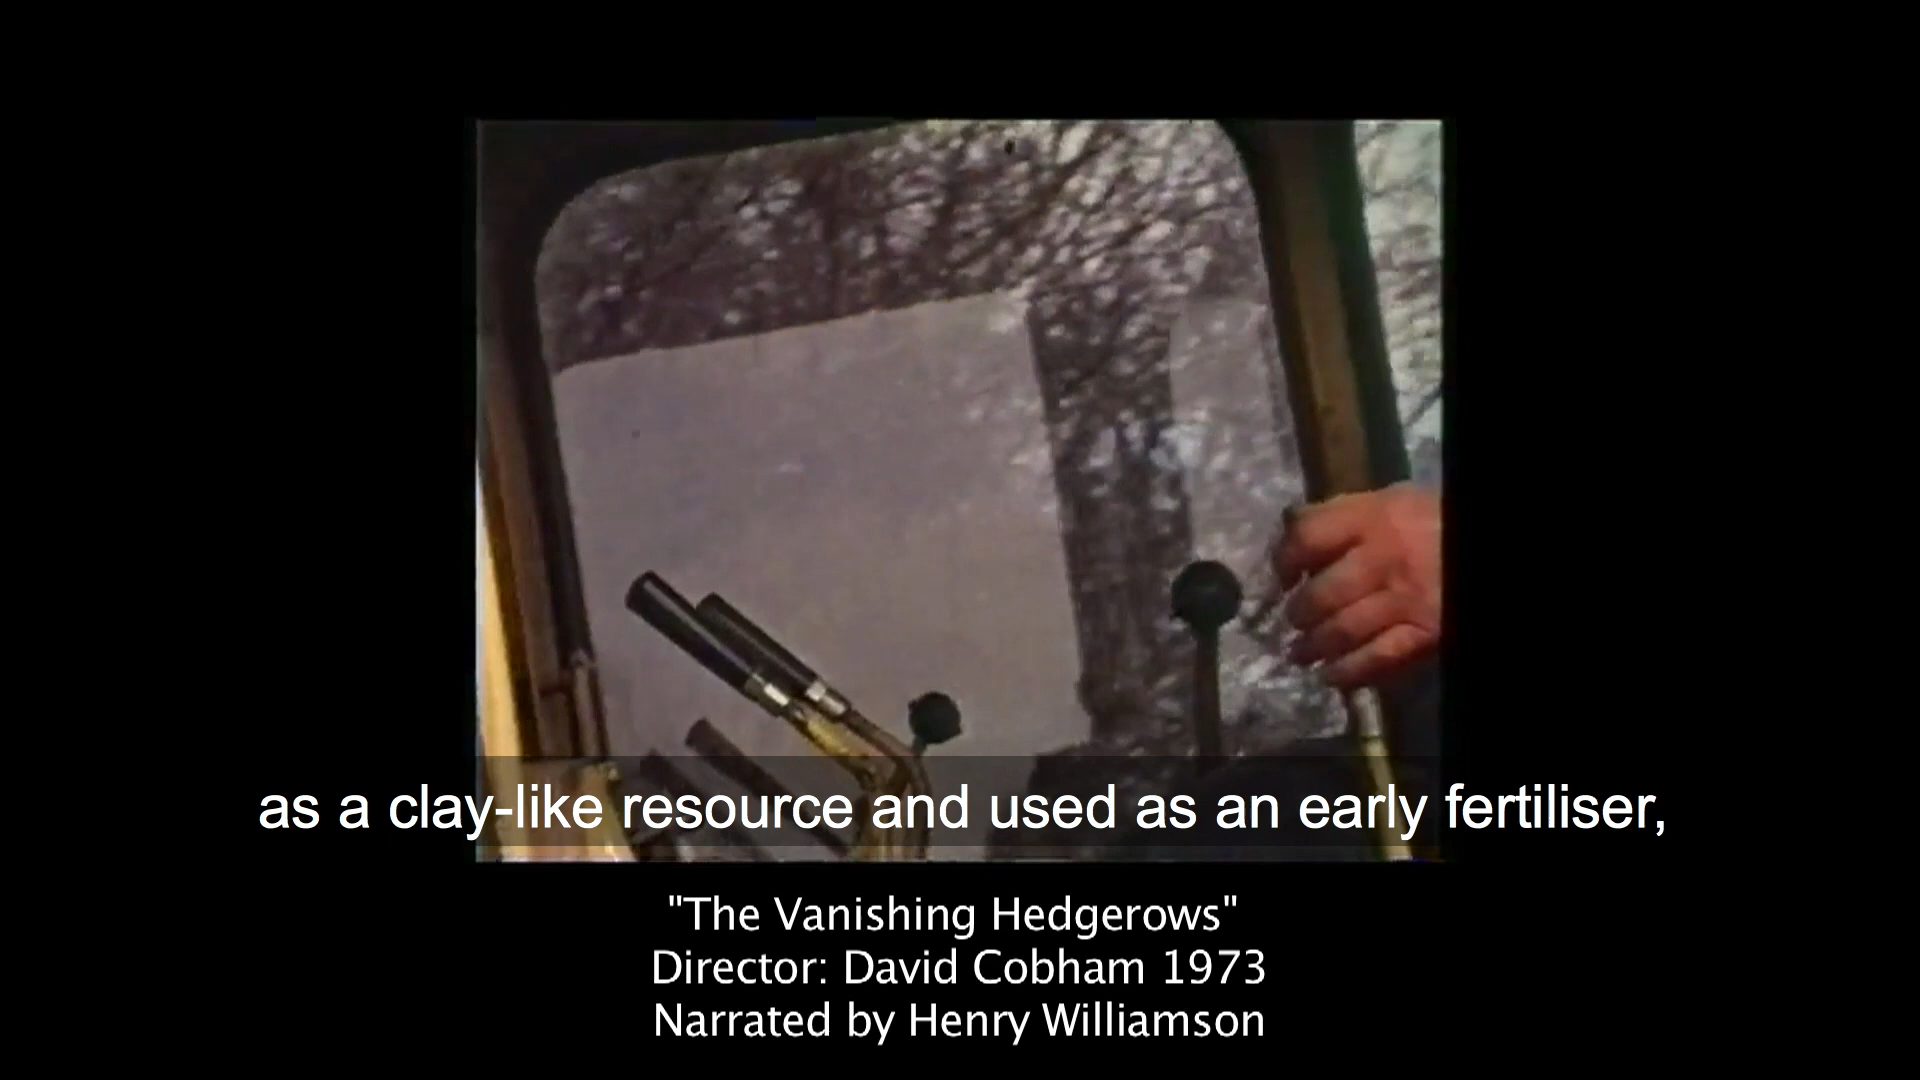 as a clay-like resource and used as an early fertiliser,
"The Vanishing Hedgerows"
Director: David Cobham 1973
Narrated by Henry Williamson